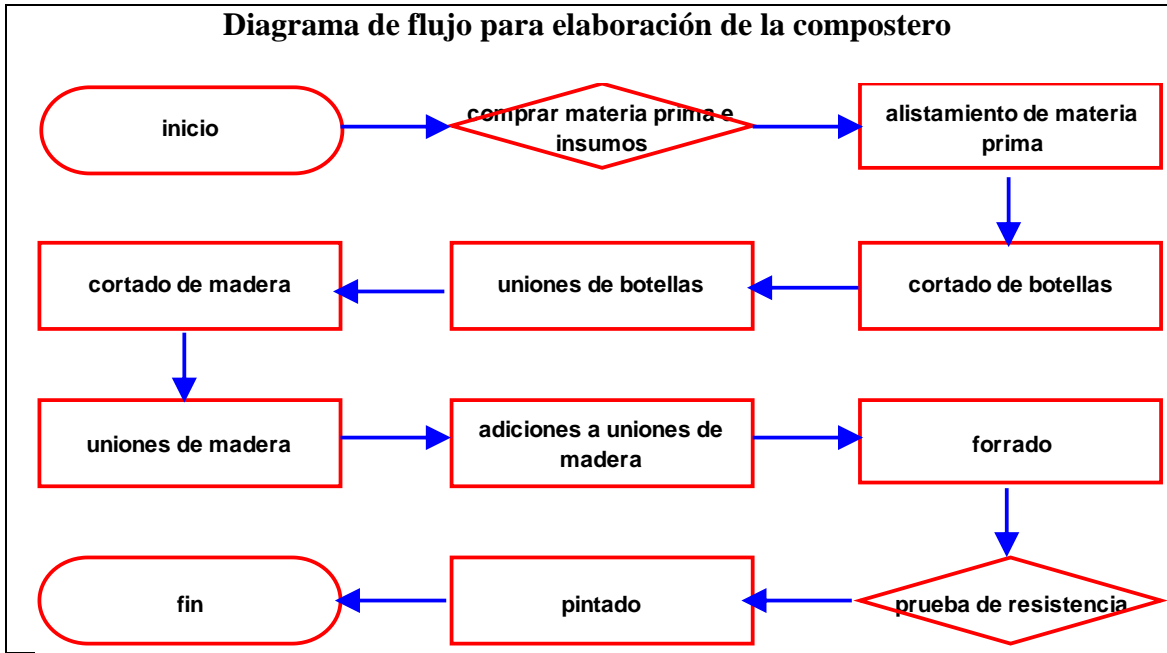 Diagrama de flujo para elaboración de la compostero
inicio
comprar materia prima e
insumos
alistamiento de materia
prima
cortado de madera
uniones de botellas
cortado de botellas
uniones de madera
adiciones a uniones de
madera
forrado
fin
pintado
prueba de resistencia